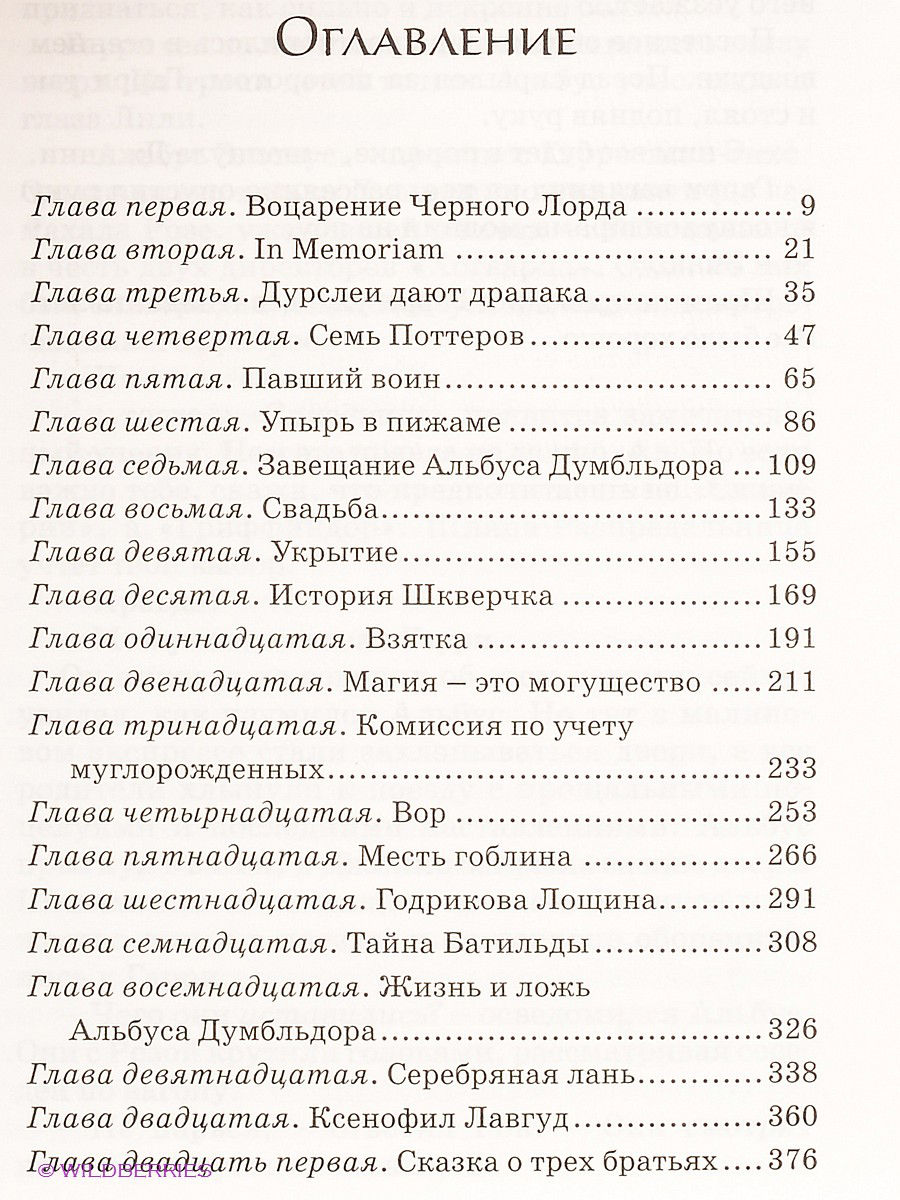 Оглавление
Глава первая. Воцарение Черного Лорда ............... 9
Глава вторая. In Memoriam .............................. 21
Глава третья. Дурслеи дают драпака................. 35
Глава четвертая. Семь Поттеров....................... 47
Глава пятая. Павший воин............................... 65
Глава шестая. Упырь в пижаме ......................... 86
Глава седьмая. Завещание Альбуса Думбльдора ...109
Глава восьмая. Свадьба....................................133
Глава девятая. Укрытие..................................155
Глава десятая. История Шкверчка ...................169
Глава одиннадцатая. Взятка ...........................191
Глава двенадцатая. Магия – это могущество .....211
Глава тринадцатая. Комиссия по учету
муглорожденных.........................................233
Глава четырнадцатая. Вор .............................253
Глава пятнадцатая. Месть гоблина .................266
Глава шестнадцатая. Годрикова Лощина..........291
Глава семнадцатая. Тайна Батильды................308
Глава восемнадцатая. Жизнь и ложь
Альбуса Думбльдора....................................326
Глава девятнадцатая. Серебряная лань............338
Глава двадцатая. Ксенофил Лавгуд..................360
Глава двадцать первая. Сказка о трех братьях....376
© WILDBERRIES